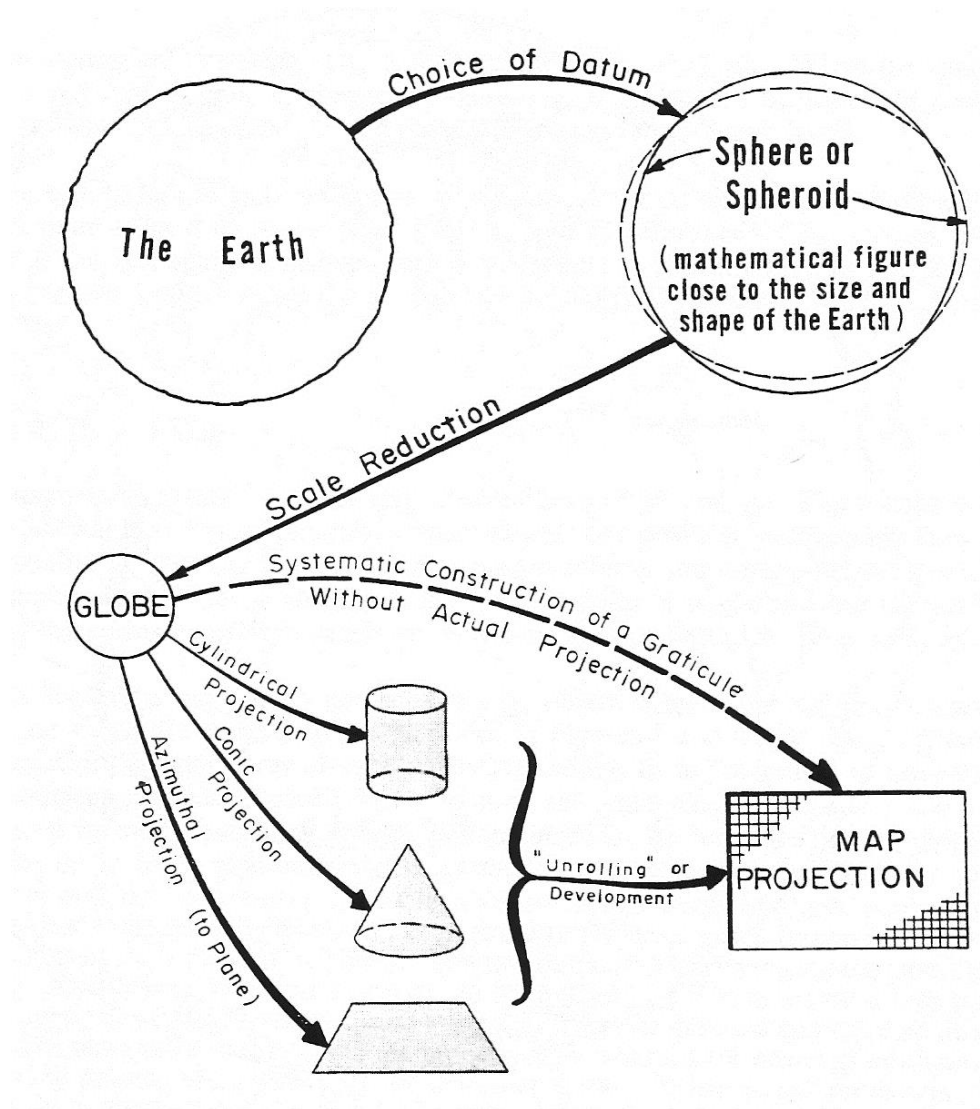 Choice of Datum
The Earth
Sphere or
Spheroid
(mathematical figure
close to the size and
shape of the Earth)
Scale Reduction
GLOBE
Systematic Construction of a Graticule
Without Actual Projection
Cylindrical
Projection
Conic
Projection
Azimuthal
Projection
(to Plane)
"Unrolling" or
Development
MAP
PROJECTION